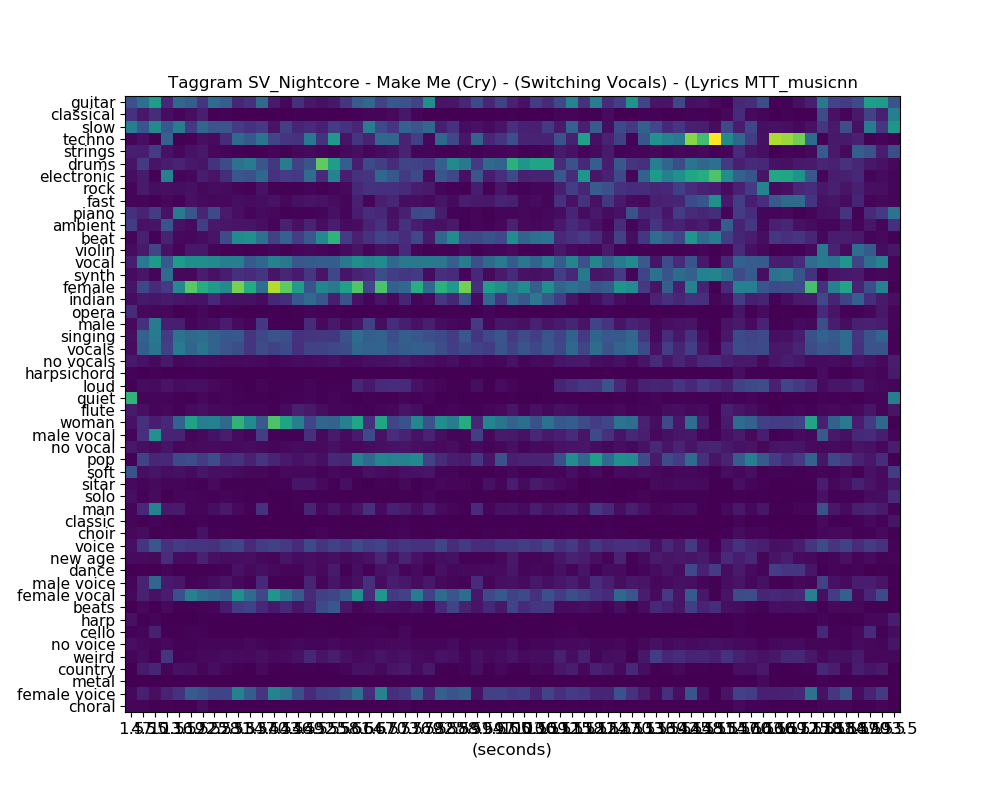 Taggram SV_Nightcore - Make Me (Cry) - (Switching Vocals) - (Lyrics MTT_musicnn
guitar
classical
slow
techno
strings
drums
electronic
rock
fast
piano
ambient
beat
violin
vocal
synth
female
indian
opera
male
singing
vocals
no vocals
harpsichord
loud
quiet
flute
woman
male vocal
no vocal
pop
soft
sitar
solo
man
classic
choir
voice
new age
dance
male voice
female vocal
beats
harp
cello
no voice
weird
country
metal
female voice
choral
(seconds)